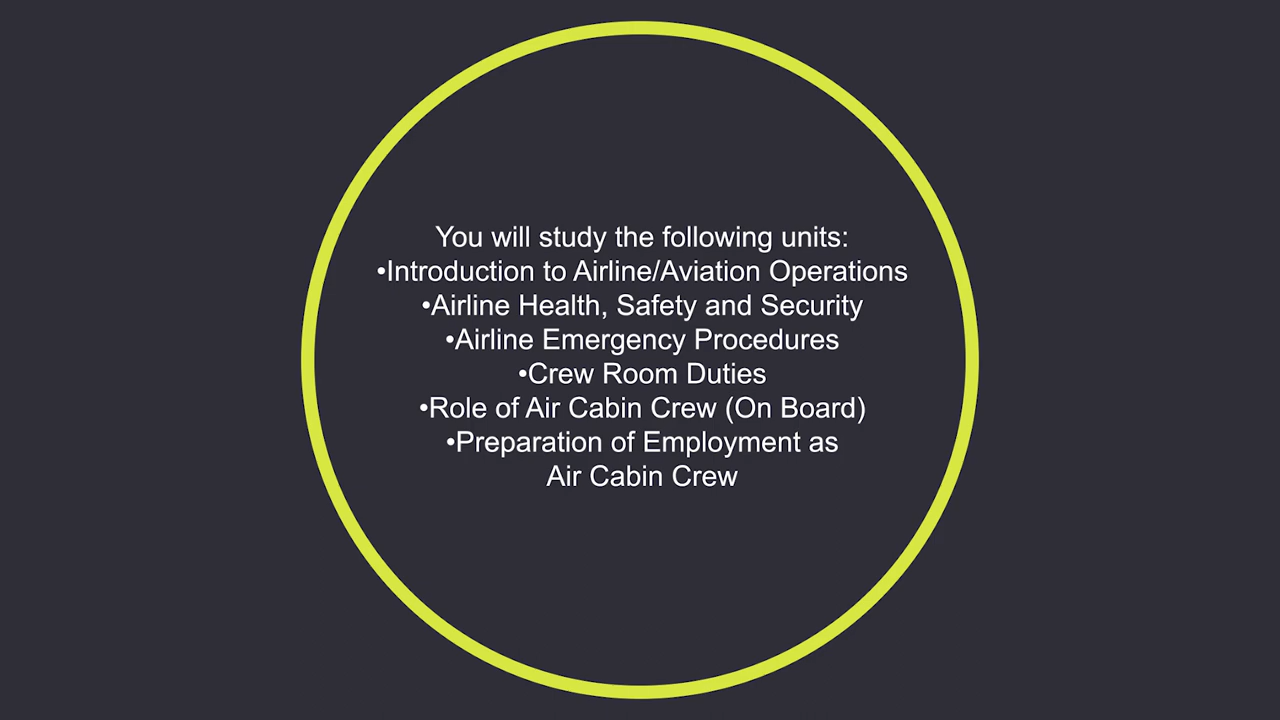 You will study the following units:
•Introduction to Airline/Aviation Operations
•Airline Health, Safety and Security
•Airline Emergency Procedures
•Crew Room Duties
•Role of Air Cabin Crew (On Board)
•Preparation of Employment as
Air Cabin Crew